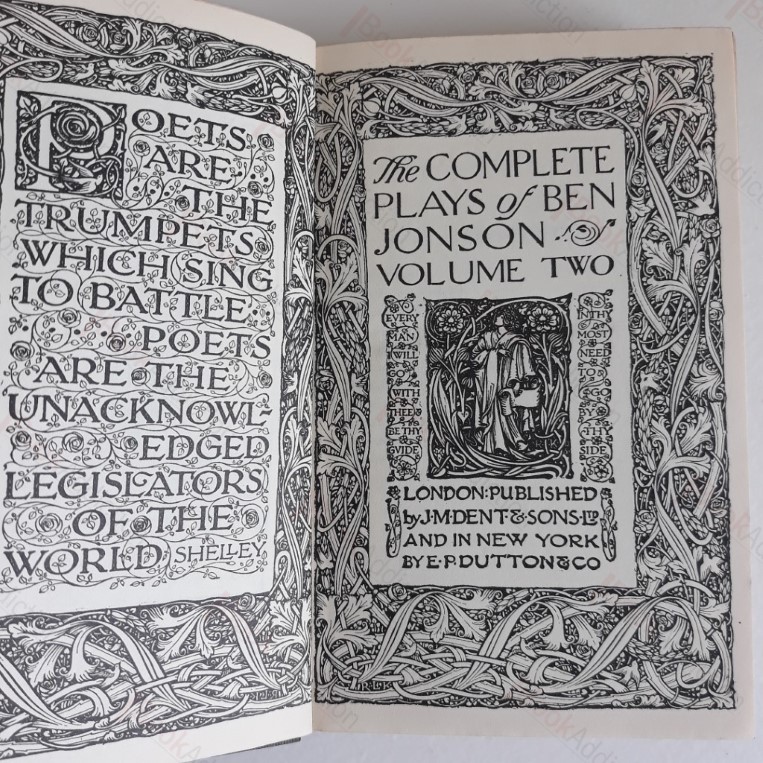 POETS
ARE
THE
TRUMPETS
WHICH SING
TO BATTLE:
POETS
ARE THE
UNACKNOWL-
EDGED
LEGISLATORS
OF THE
WORLD SHELLEY
The COMPLETE
PLAYS of BEN
JONSON
VOLUME TWO
EVERY
MAN
I WILL
GO
WITH
THEE
BE THY
GVIDE
IN THY
MOST
NEED
TO
GO
BY
THY
SIDE
LONDON: PUBLISHED
by J. M. DENT & SONS LTD
AND IN NEW YORK
BY E. P. DUTTON & CO
BookAddiction